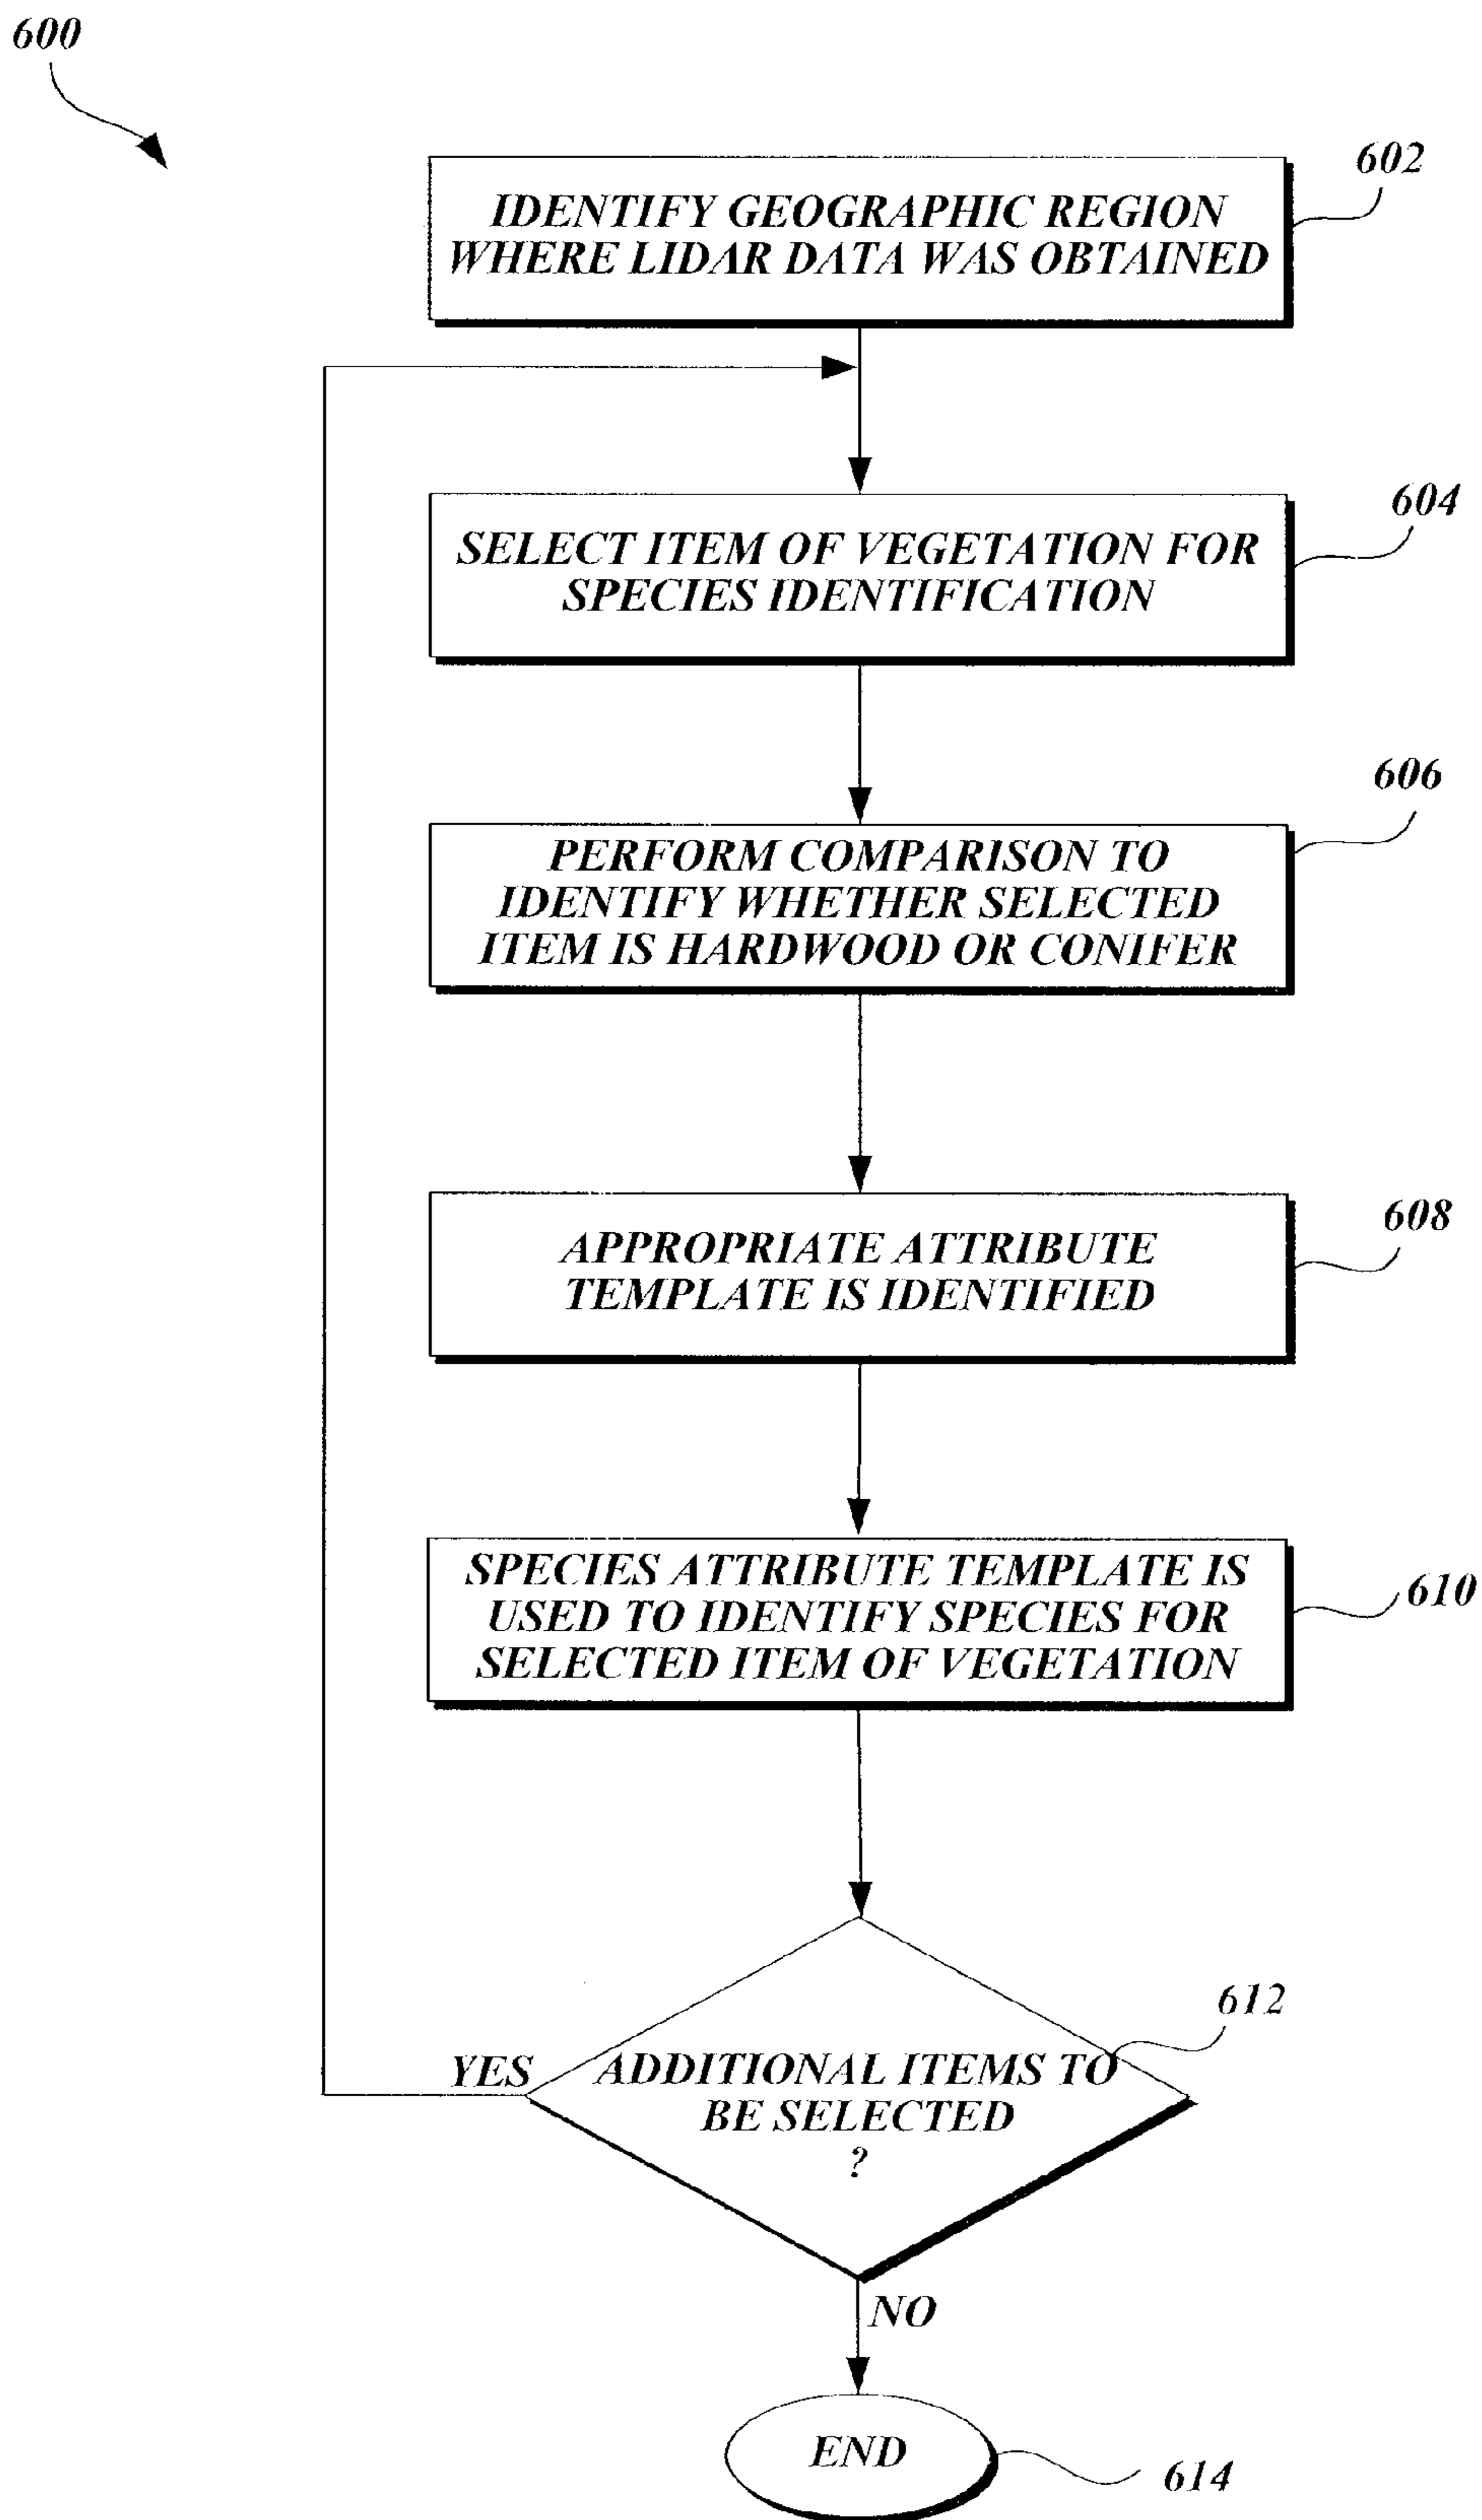 600
602
IDENTIFY GEOGRAPHIC REGION
WHERE LIDAR DATA WAS OBTAINED
604
SELECT ITEM OF VEGETATION FOR
SPECIES IDENTIFICATION
606
PERFORM COMPARISON TO
IDENTIFY WHETHER SELECTED
ITEM IS HARDWOOD OR CONIFER
608
APPROPRIATE ATTRIBUTE
TEMPLATE IS IDENTIFIED
SPECIES ATTRIBUTE TEMPLATE IS
USED TO IDENTIFY SPECIES FOR
SELECTED ITEM OF VEGETATION
610
612
YES
ADDITIONAL ITEMS TO
BE SELECTED
?
NO
END
614